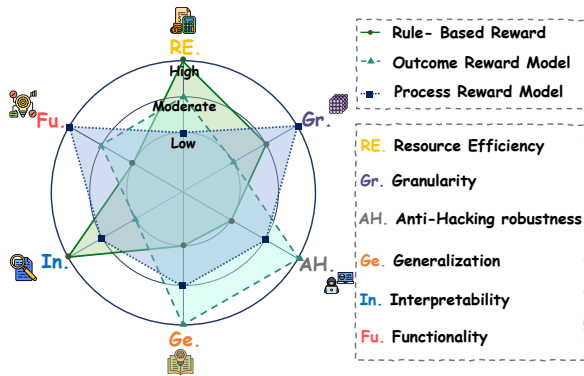 RE.
High
Moderate
Low
Fu.
Gr.
In.
AH.
Ge.
Rule- Based Reward
Outcome Reward Model
Process Reward Model
RE. Resource Efficiency
Gr. Granularity
AH. Anti-Hacking robustness
Ge. Generalization
In. Interpretability
Fu. Functionality